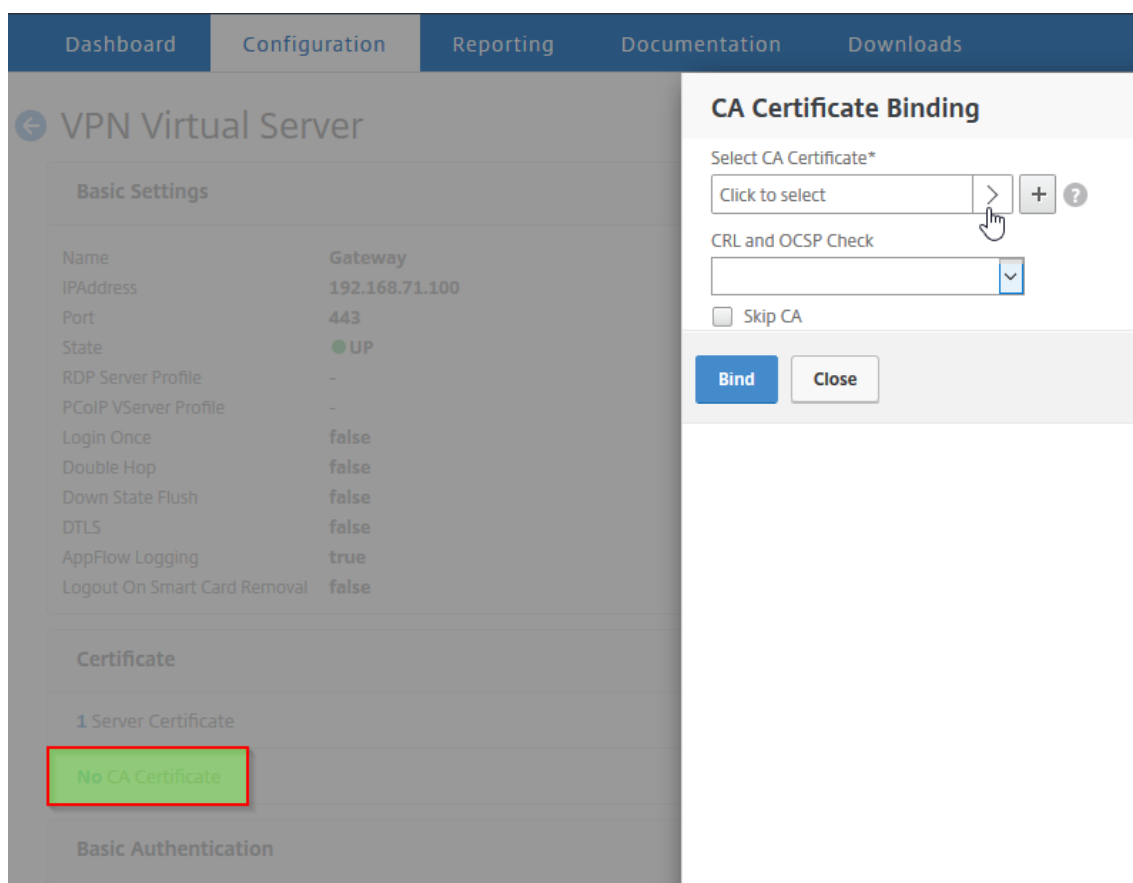 Dashboard Configuration Reporting Documentation Downloads
VPN Virtual Server
Basic Settings
Name Gateway
IPAddress 192.168.71.100
Port 443
State UP
RDP Server Profile -
PCoIP VServer Profile -
Login Once false
Double Hop false
Down State Flush false
DTLS false
AppFlow Logging true
Logout On Smart Card Removal false
Certificate
1 Server Certificate
No CA Certificate
Basic Authentication
CA Certificate Binding
Select CA Certificate*
Click to select > + ?
CRL and OCSP Check
Skip CA
Bind Close